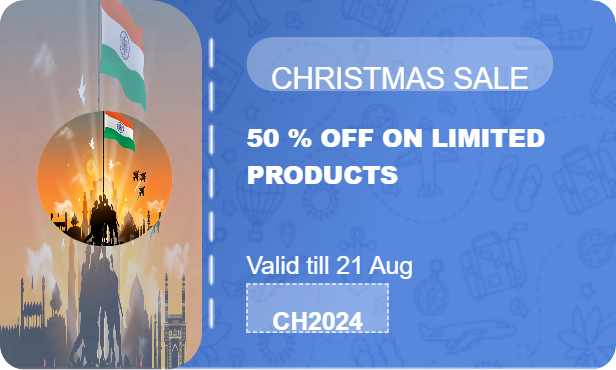 CHRISTMAS SALE
50 % OFF ON LIMITED
PRODUCTS
Valid till 21 Aug
CH2024